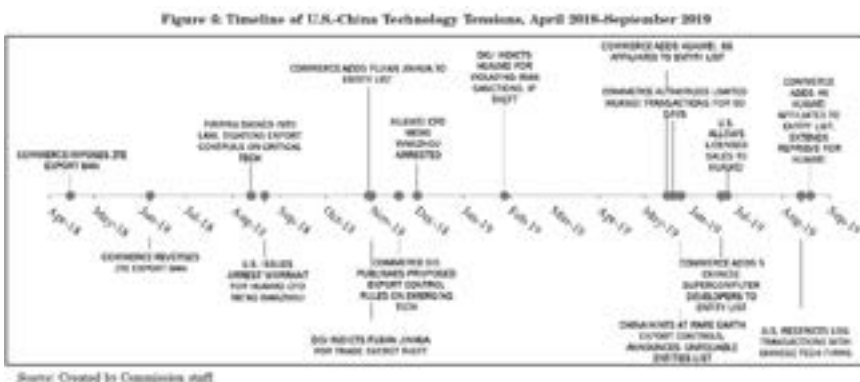 Figure 6: Timeline of U.S.-China Technology Tensions, April 2018–September 2019
COMMERCE ADDS HUAWEI, 68
AFFILIATES TO ENTITY LIST
DOJ INDICTS
HUAWEI FOR
VIOLATING IRAN
SANCTIONS, IP
THEFT
COMMERCE ADDS FUJIAN JINHUA TO
ENTITY LIST
COMMERCE
ADDS 46
HUAWEI
AFFILIATES TO
ENTITY LIST,
EXTENDS
REPRIEVE FOR
HUAWEI
COMMERCE AUTHORIZES LIMITED
HUAWEI TRANSACTIONS FOR 90
DAYS
FIRRMA SIGNED INTO
LAW, TIGHTENING EXPORT
CONTROLS ON CRITICAL
TECH
HUAWEI CFO
MENG
WANZHOU
ARRESTED
U.S.
ALLOWS
LICENSED
SALES TO
HUAWEI
COMMERCE IMPOSES ZTE
EXPORT BAN
Apr-18
May-18
Jun-18
Jul-18
Aug-18
Sep-18
Oct-18
Nov-18
Dec-18
Jan-19
Feb-19
Apr-19
May-19
Jun-19
Jul-19
Aug-19
Sep-19
COMMERCE REVERSES
ZTE EXPORT BAN
U.S. ISSUES
ARREST WARRANT
FOR HUAWEI CFO
MENG WANZHOU
COMMERCE
PUBLISHES PROPOSED
EXPORT CONTROL
RULES ON EMERGING
TECH
COMMERCE ADDS 5
CHINESE
SUPERCOMPUTER
DEVELOPERS TO
ENTITY LIST
DOJ INDICTS FUJIAN JINHUA
FOR TRADE SECRET THEFT
CHINA HINTS AT RARE EARTH
EXPORT CONTROLS,
ANNOUNCES UNRELIABLE
ENTITIES LIST
U.S. RESTRICTS
TRANSACTIONS WITH
CHINESE TECH FIRMS
Source: Created by Commission staff.